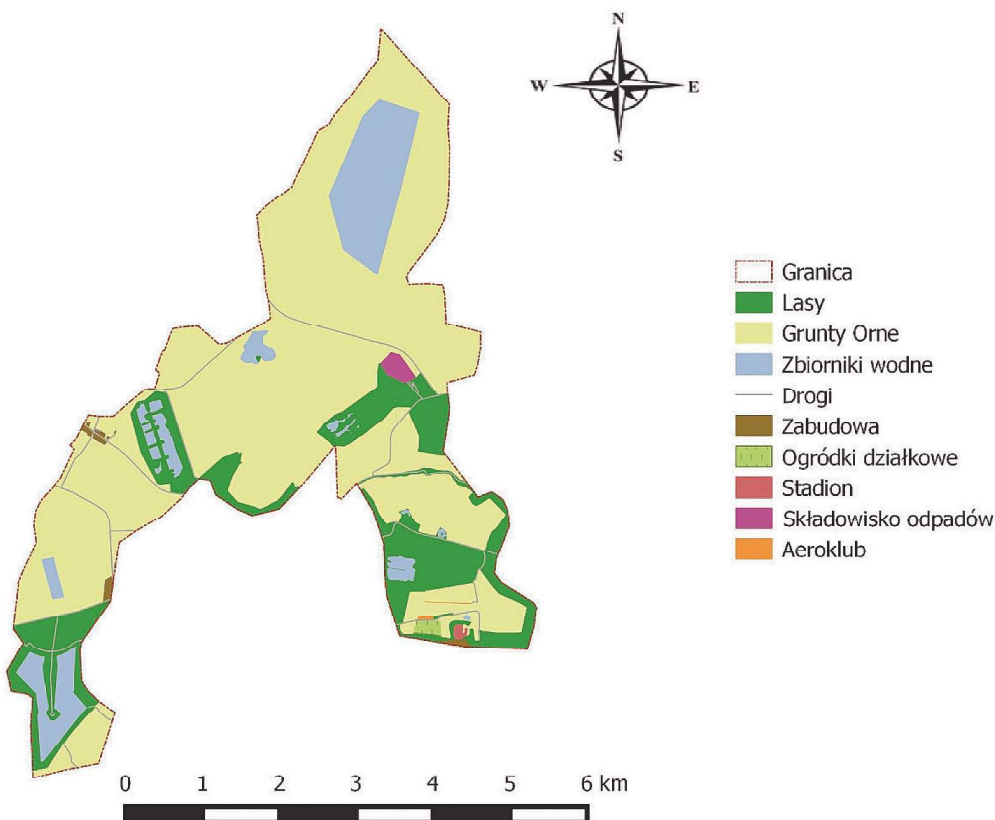 N
W E
S
Granica
Lasy
Grunty Orne
Zbiorniki wodne
Drogi
Zabudowa
Ogródki działkowe
Stadion
Składowisko odpadów
Aeroklub
0 1 2 3 4 5 6 km